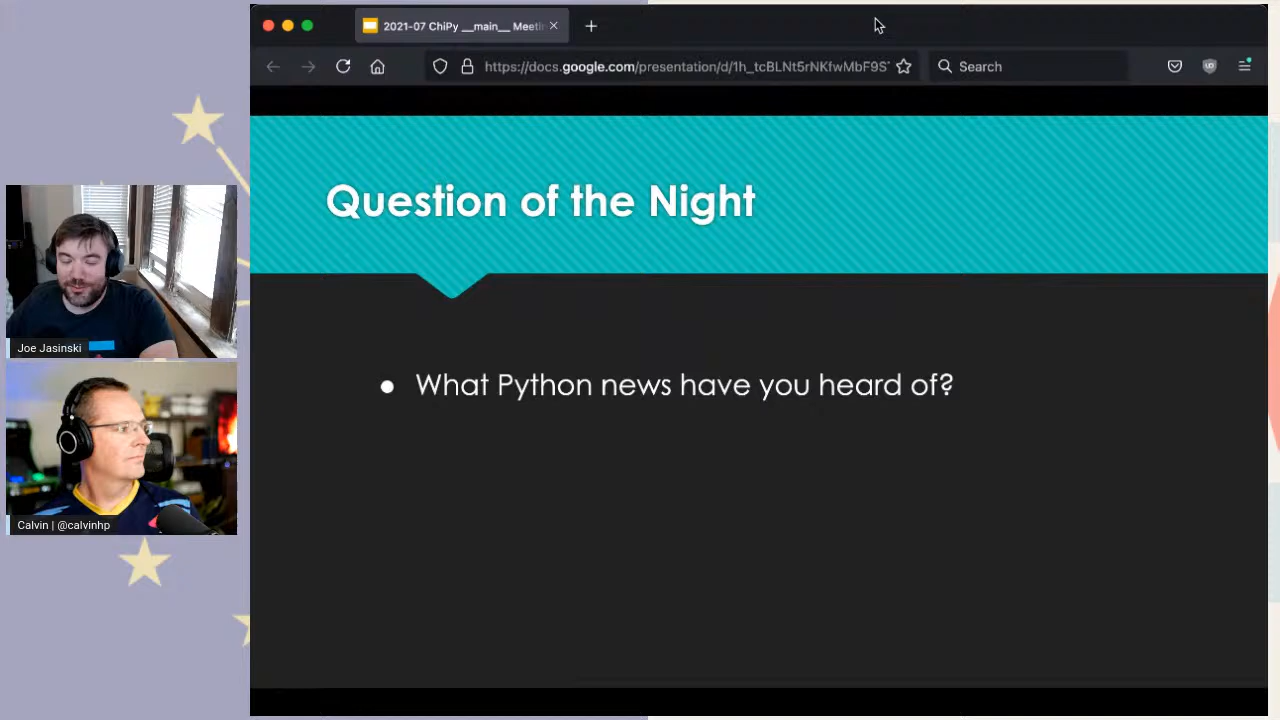 2021-07 ChiPy __main__ Meeti
https://docs.google.com/presentation/d/1h_tcBLNt5rNKfwMbF9S
Search
Question of the Night
What Python news have you heard of?
Joe Jasinski
Calvin | @calvinhp